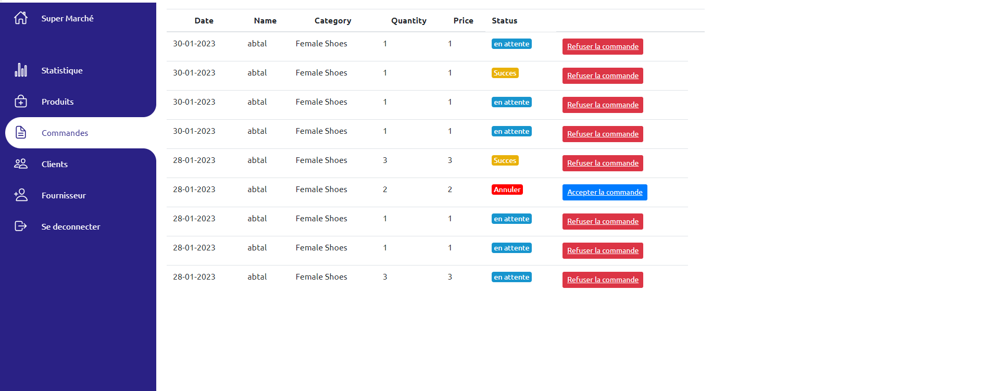 Super Marché
Statistique
Produits
Commandes
Clients
Fournisseur
Se deconnecter
Date Name Category Quantity Price Status
30-01-2023 abtal Female Shoes 1 1 en attente Refuser la commande
30-01-2023 abtal Female Shoes 1 1 Succes Refuser la commande
30-01-2023 abtal Female Shoes 1 1 en attente Refuser la commande
30-01-2023 abtal Female Shoes 1 1 en attente Refuser la commande
28-01-2023 abtal Female Shoes 3 3 Succes Refuser la commande
28-01-2023 abtal Female Shoes 2 2 Annuler Accepter la commande
28-01-2023 abtal Female Shoes 1 1 en attente Refuser la commande
28-01-2023 abtal Female Shoes 1 1 en attente Refuser la commande
28-01-2023 abtal Female Shoes 3 3 en attente Refuser la commande